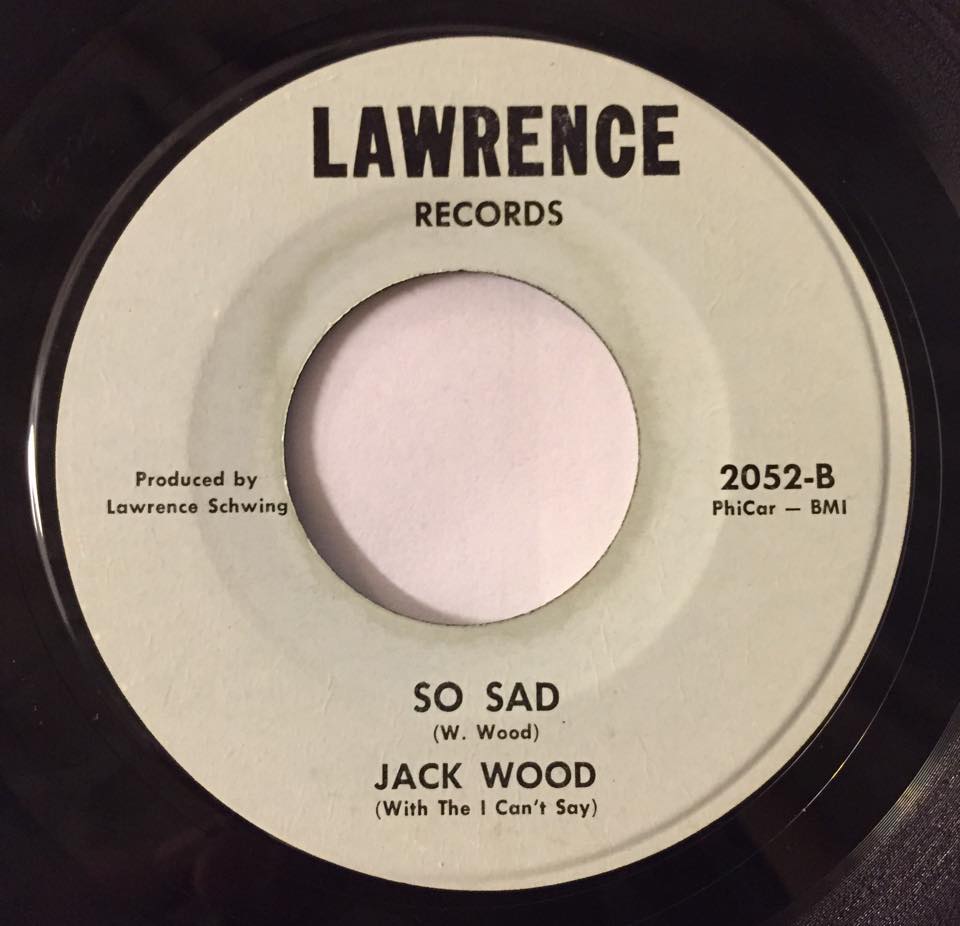 LAWRENCE
RECORDS
Produced by
Lawrence Schwing
2052-B
PhiCar — BMI
SO SAD
(W. Wood)
JACK WOOD
(With The I Can't Say)